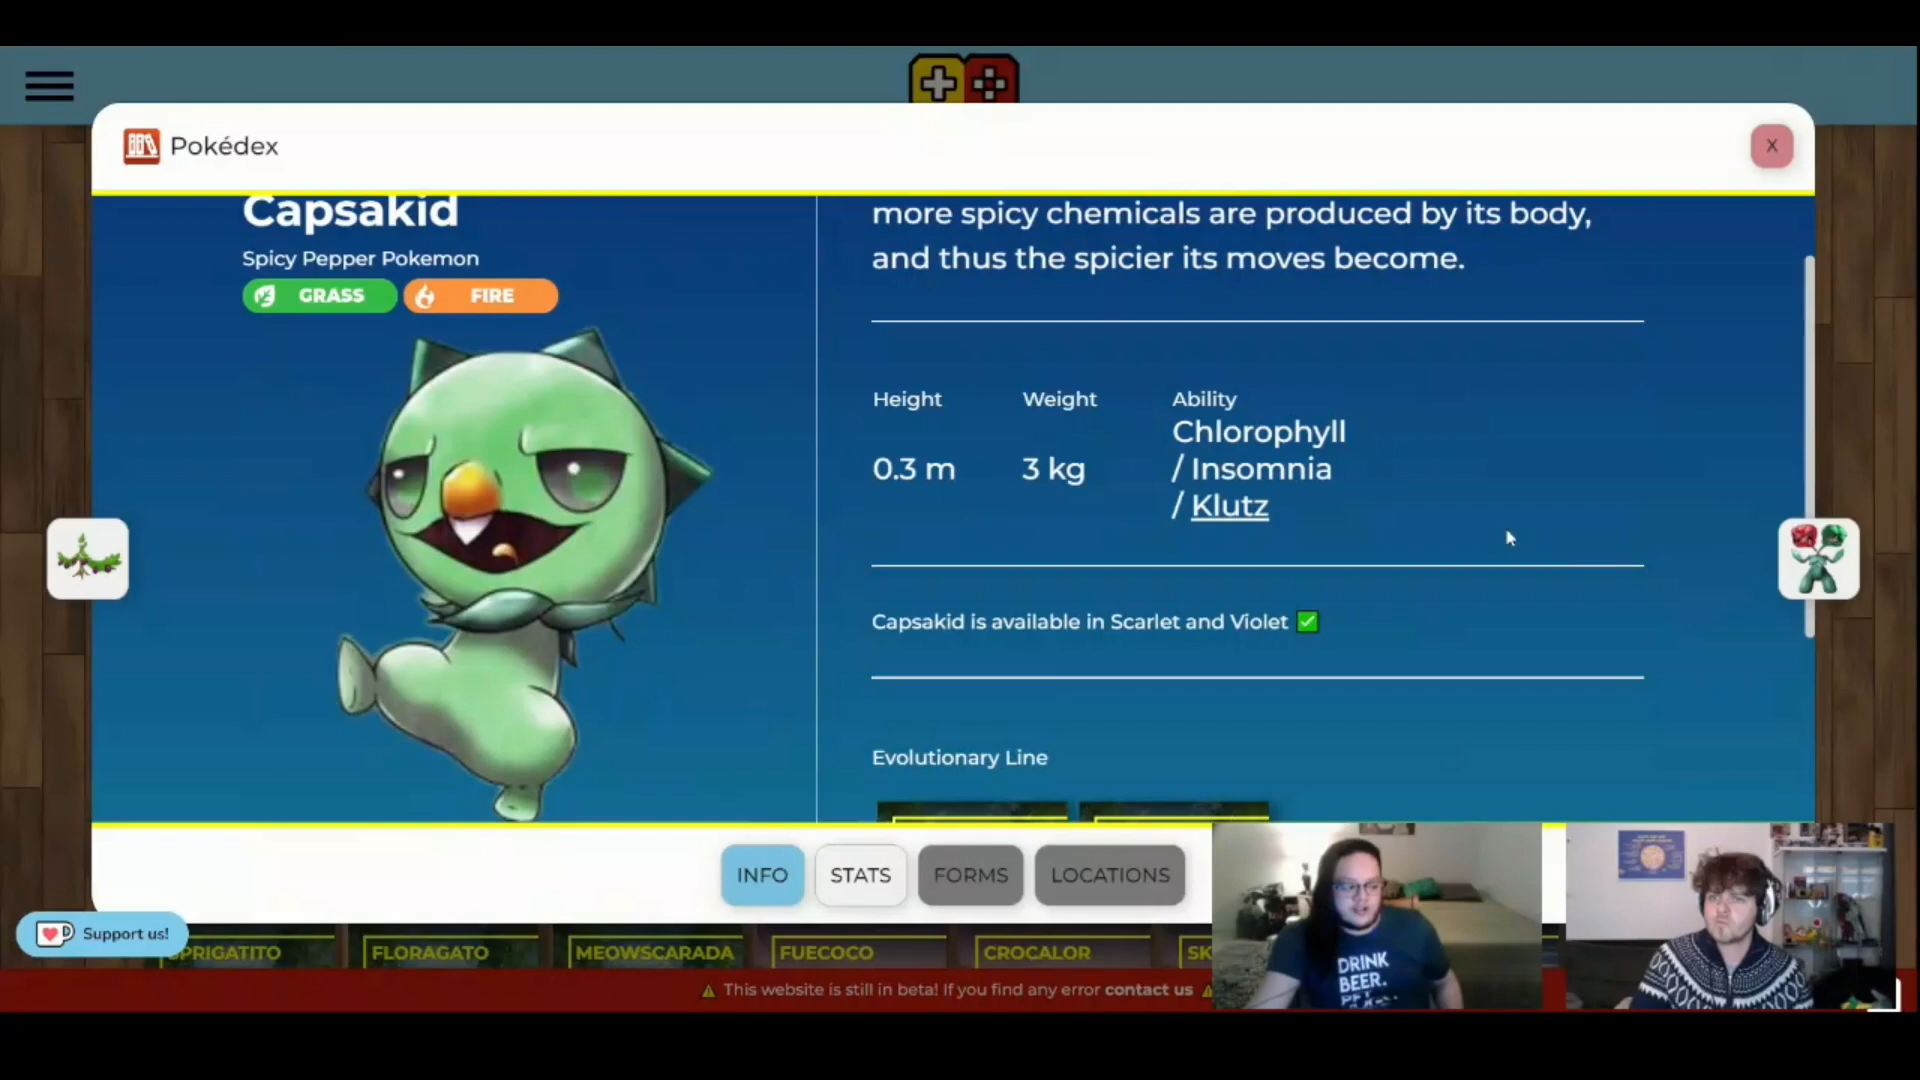 Pokédex
X
Capsakid
Spicy Pepper Pokemon
GRASS FIRE
more spicy chemicals are produced by its body,
and thus the spicier its moves become.
Height Weight Ability
Chlorophyll
0.3 m 3 kg / Insomnia
/ Klutz
Capsakid is available in Scarlet and Violet
Evolutionary Line
INFO STATS FORMS LOCATIONS
Support us!
SPRIGATITO FLORAGATO MEOWSCARADA FUECOCO CROCALOR SK
This website is still in beta! If you find any error contact us
DRINK
BEER.